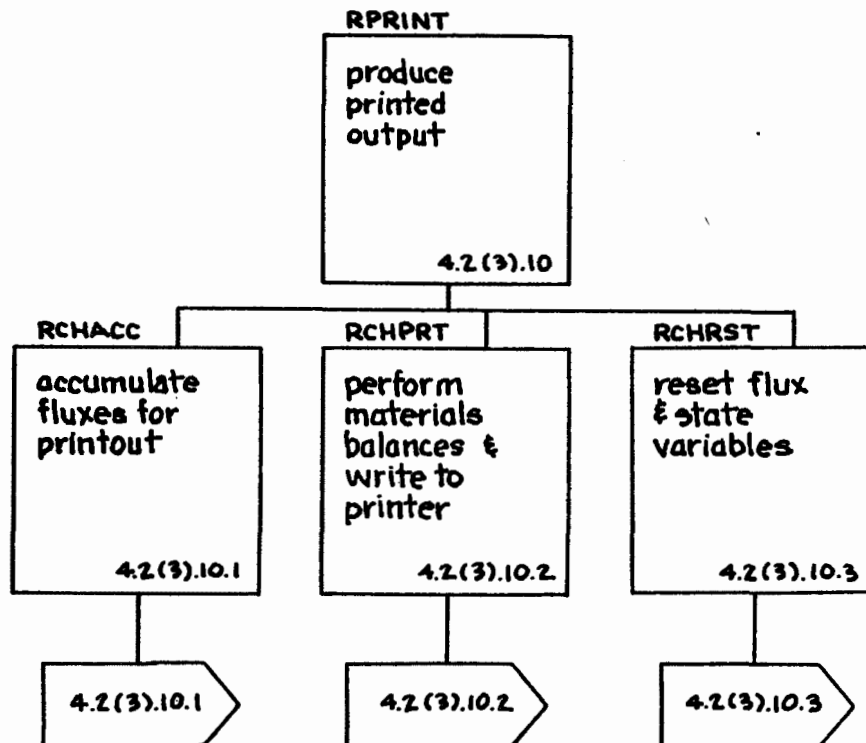 RPRINT
produce
printed
output
4.2(3).10
RCHACC
accumulate
fluxes for
printout
4.2(3).10.1
RCHPRT
perform
materials
balances &
write to
printer
4.2(3).10.2
RCHRST
reset flux
& state
variables
4.2(3).10.3
4.2(3).10.1
4.2(3).10.2
4.2(3).10.3